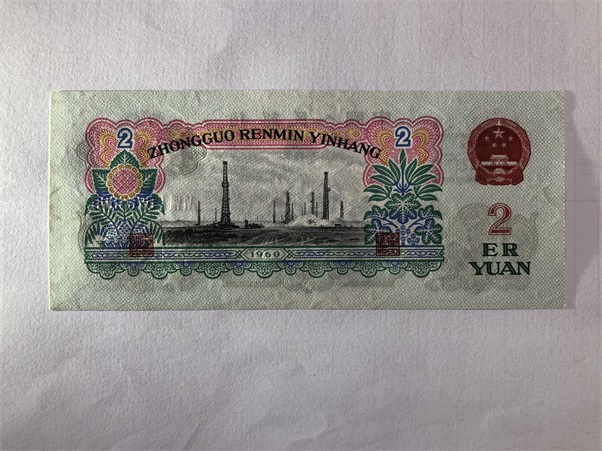 2
2
ZHONGGUO RENMIN YINHANG
2
ER
YUAN
1960